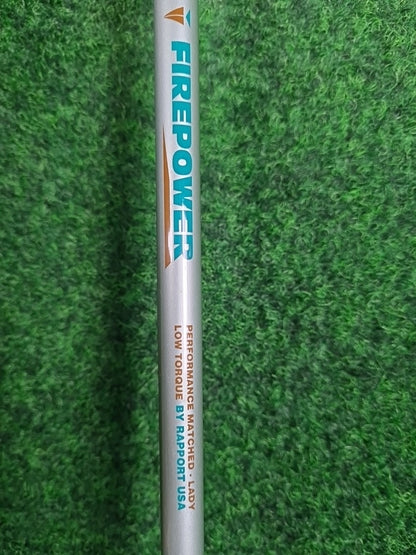 FIREPOWER
PERFORMANCE MATCHED • LADY
LOW TORQUE BY RAPPORT USA